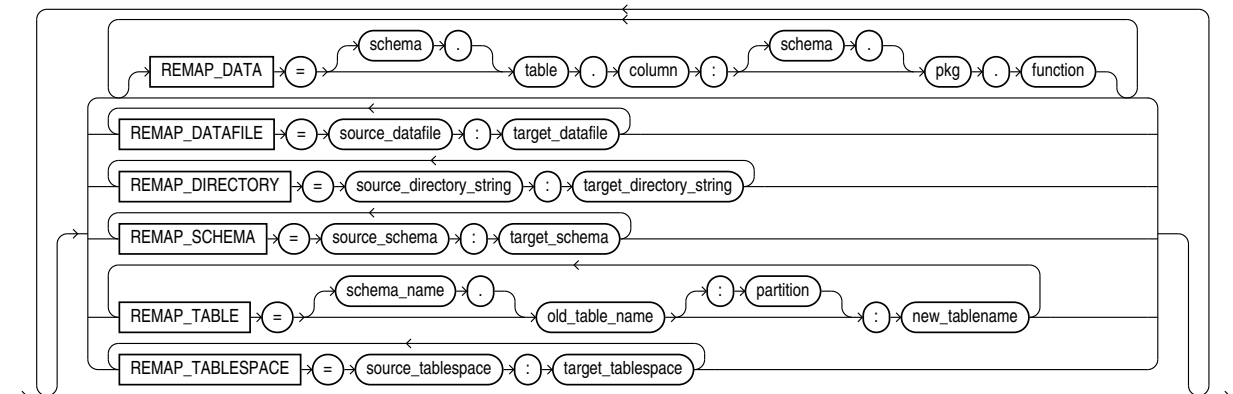 schema . schema .
REMAP_DATA = table . column : pkg . function
REMAP_DATAFILE = source_datafile : target_datafile
REMAP_DIRECTORY = source_directory_string : target_directory_string
REMAP_SCHEMA = source_schema : target_schema
schema_name . : partition
REMAP_TABLE = old_table_name : new_tablename
REMAP_TABLESPACE = source_tablespace : target_tablespace